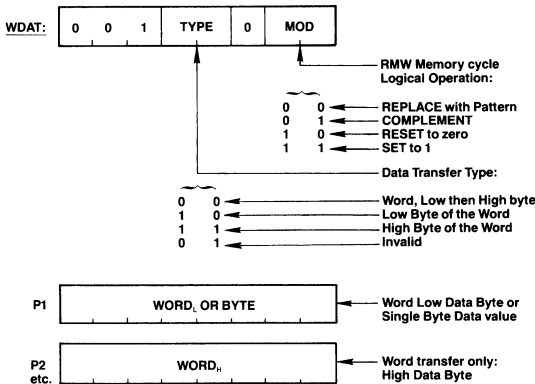 WDAT: 0 0 1 TYPE 0 MOD
RMW Memory cycle
Logical Operation:
0 0 REPLACE with Pattern
0 1 COMPLEMENT
1 0 RESET to zero
1 1 SET to 1
Data Transfer Type:
0 0 Word, Low then High byte
1 0 Low Byte of the Word
1 1 High Byte of the Word
0 1 Invalid
P1 WORDL OR BYTE Word Low Data Byte or
Single Byte Data value
P2 WORDH Word transfer only:
etc. High Data Byte